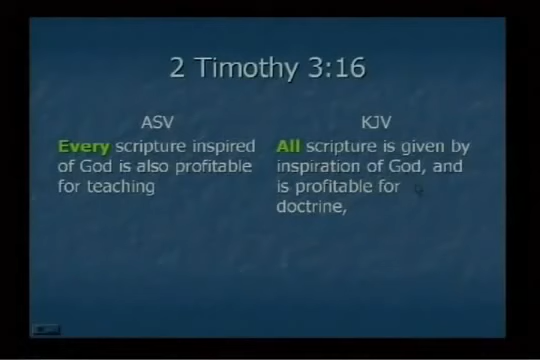 2 Timothy 3:16
ASV
Every scripture inspired
of God is also profitable
for teaching
KJV
All scripture is given by
inspiration of God, and
is profitable for
doctrine,